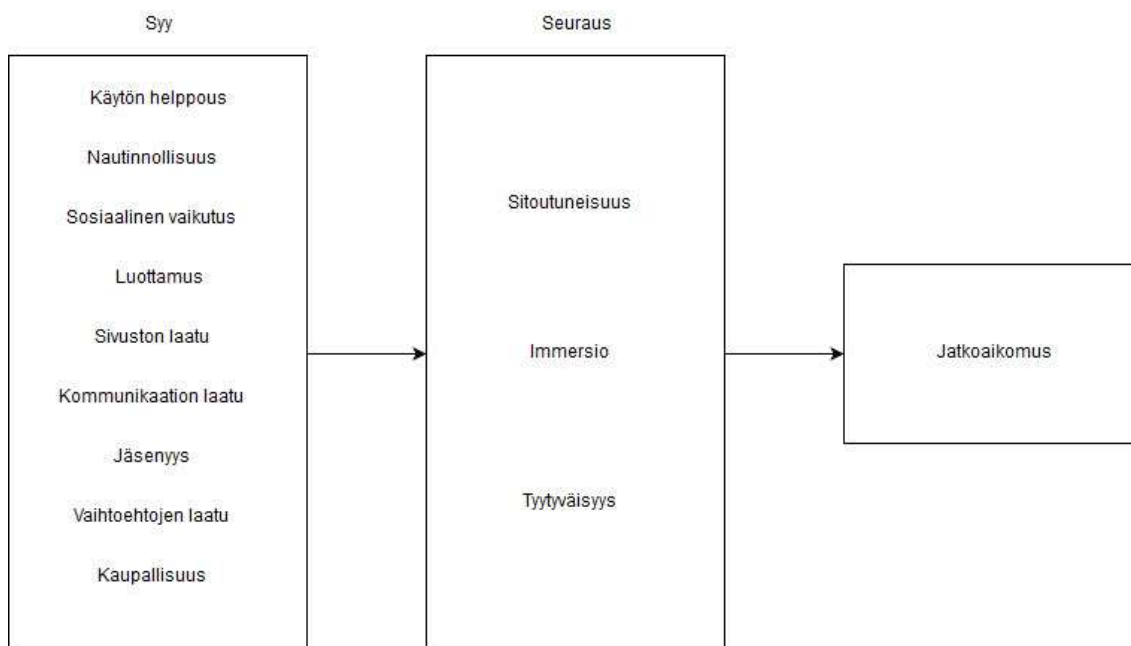 Syy
Käytön helppous
Nautinnollisuus
Sosiaalinen vaikutus
Luottamus
Sivuston laatu
Kommunikaation laatu
Jäsenyys
Vaihtoehtojen laatu
Kaupallisuus
Seuraus
Sitoutuneisuus
Immersio
Tyytyväisyys
Jatkoaikomus